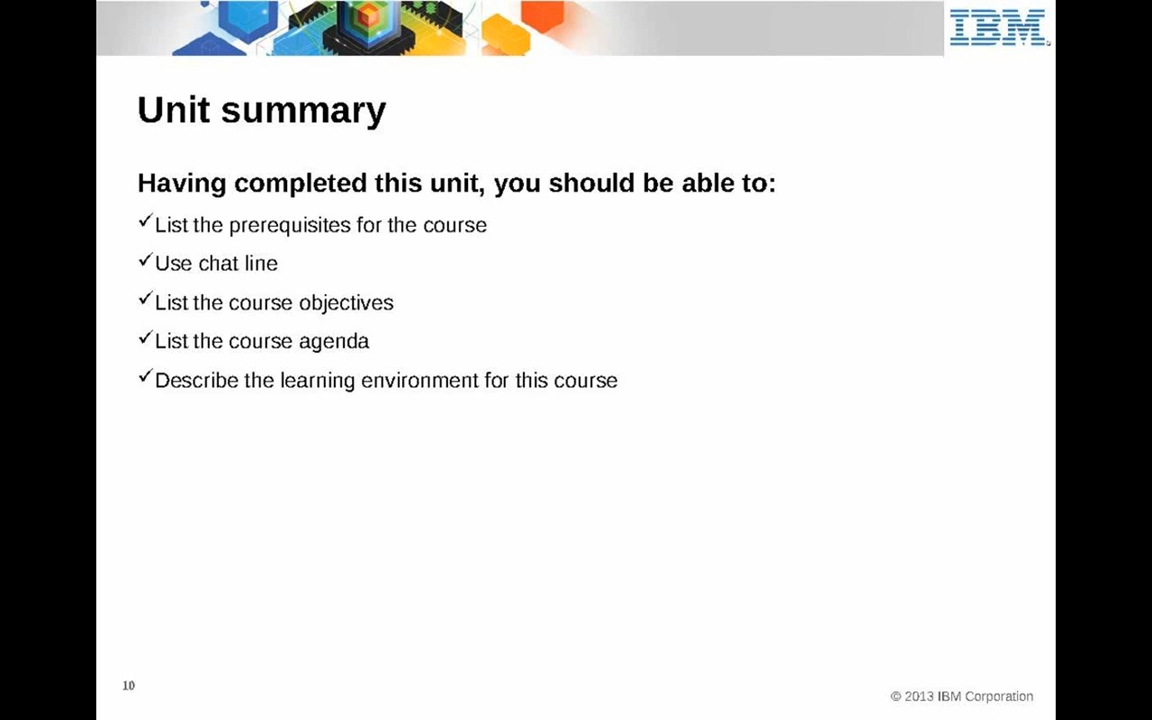 IBM
Unit summary
Having completed this unit, you should be able to:
✓List the prerequisites for the course
✓Use chat line
✓List the course objectives
✓List the course agenda
✓Describe the learning environment for this course
10
© 2013 IBM Corporation